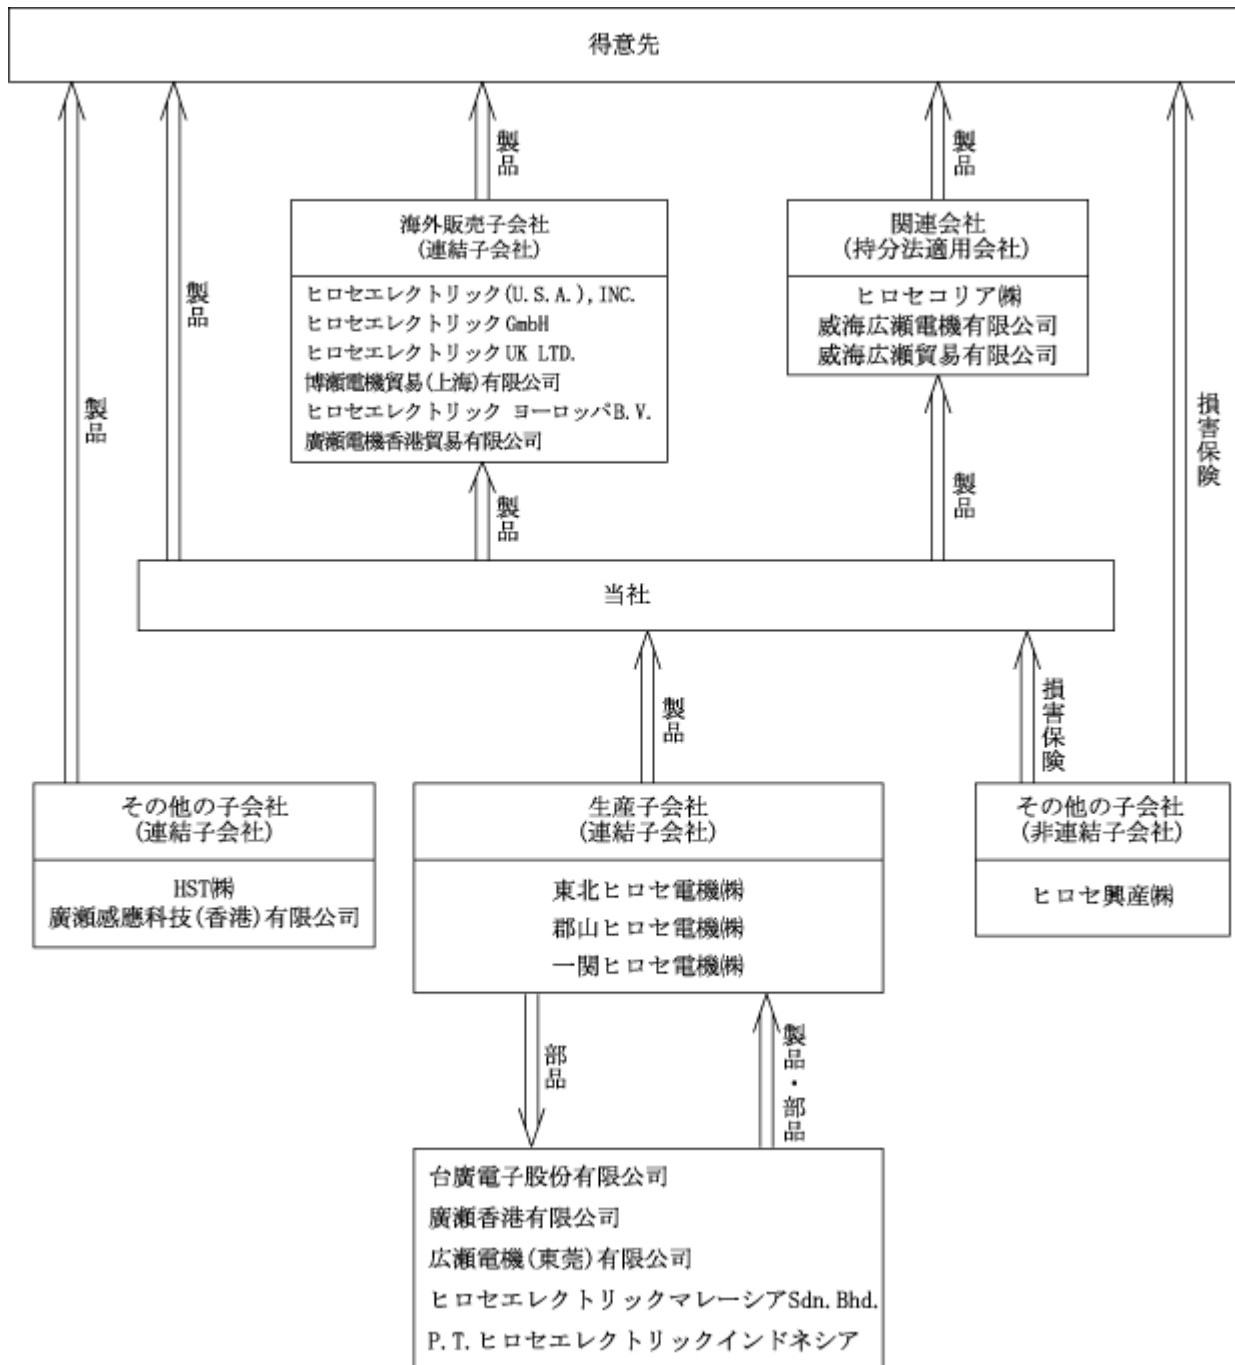 得意先
製品
製品
製品
製品
損害保険
海外販売子会社
(連結子会社)
ヒロセエレクトリック(U.S.A.),INC.
ヒロセエレクトリックGmbH
ヒロセエレクトリックUK LTD.
博瀬電機貿易(上海)有限公司
ヒロセエレクトリック ヨーロッパB.V.
廣瀬電機香港貿易有限公司
関連会社
(持分法適用会社)
ヒロセコリア㈱
威海広瀬電機有限公司
威海広瀬貿易有限公司
製品
製品
当社
製品
損害保険
その他の子会社
(連結子会社)
HST㈱
廣瀬感應科技(香港)有限公司
生産子会社
(連結子会社)
東北ヒロセ電機㈱
郡山ヒロセ電機㈱
一関ヒロセ電機㈱
その他の子会社
(非連結子会社)
ヒロセ興産㈱
部品
製品・部品
台廣電子股份有限公司
廣瀬香港有限公司
広瀬電機(東莞)有限公司
ヒロセエレクトリックマレーシアSdn.Bhd.
P.T.ヒロセエレクトリックインドネシア